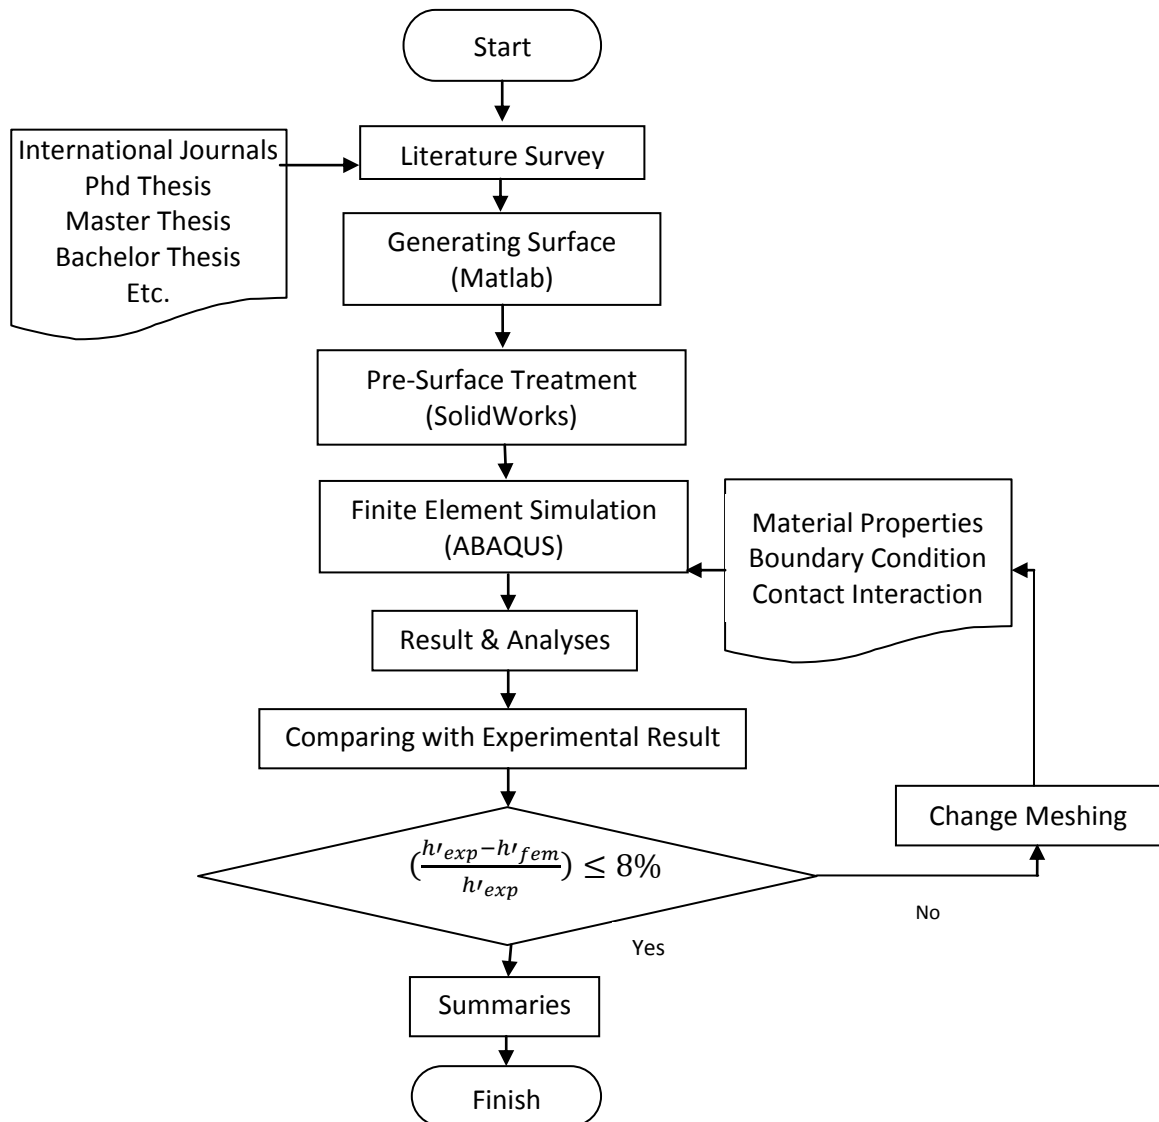 Start
International Journals
Phd Thesis
Master Thesis
Bachelor Thesis
Etc.
Literature Survey
Generating Surface
(Matlab)
Pre-Surface Treatment
(SolidWorks)
Finite Element Simulation
(ABAQUS)
Material Properties
Boundary Condition
Contact Interaction
Result & Analyses
Comparing with Experimental Result
Change Meshing
(\frac{h'_{exp}-h'_{fem}}{h'_{exp}}) ≤ 8%
No
Yes
Summaries
Finish